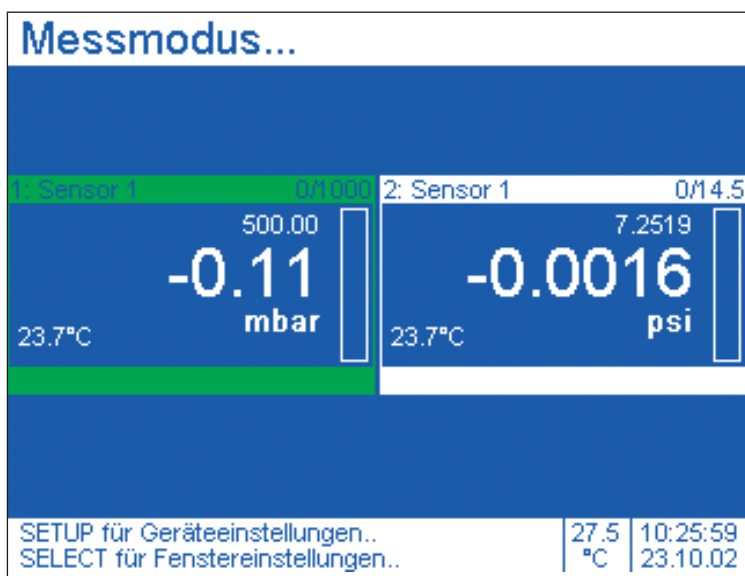 Messmodus...
1: Sensor 1 0/1000
500.00
-0.11
mbar
23.7°C
2: Sensor 1 0/14.5
7.2519
-0.0016
psi
23.7°C
SETUP für Geräteeinstellungen..
SELECT für Fenstereinstellungen..
27.5
°C
10:25:59
23.10.02